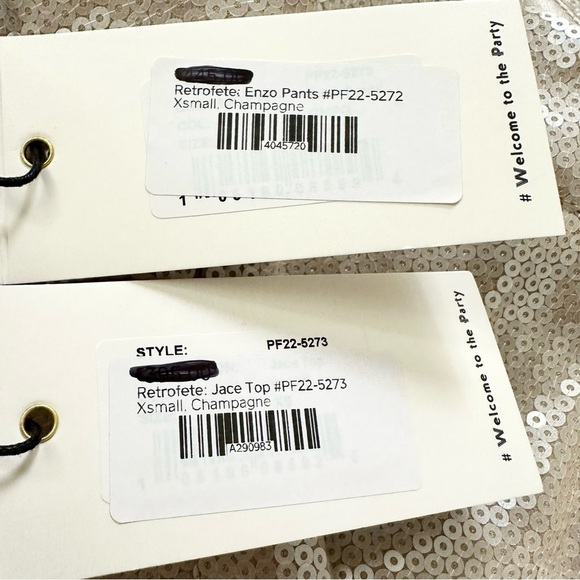 Retrofete: Enzo Pants #PF22-5272
Xsmall, Champagne
4045720
# Welcome to the Party
STYLE: PF22-5273
Retrofete: Jace Top #PF22-5273
Xsmall, Champagne
A290983
# Welcome to the Party